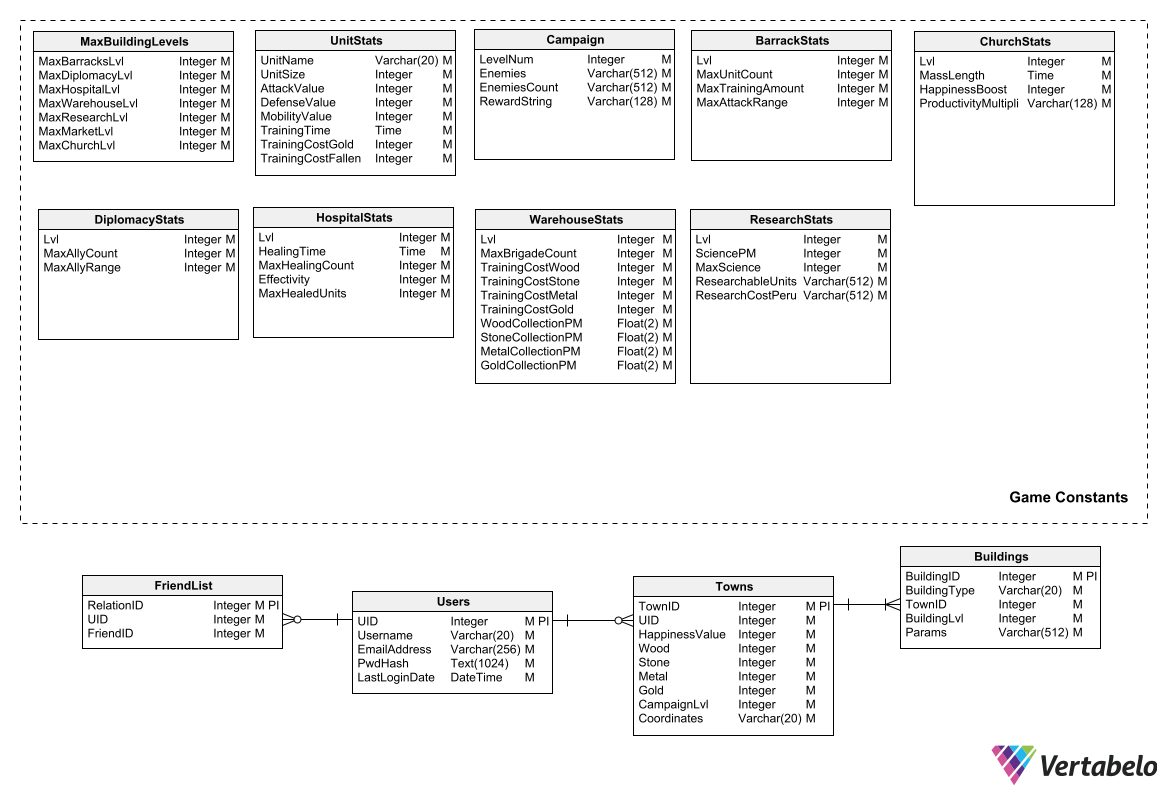 MaxBuildingLevels
MaxBarracksLvl Integer M
MaxDiplomacyLvl Integer M
MaxHospitalLvl Integer M
MaxWarehouseLvl Integer M
MaxResearchLvl Integer M
MaxMarketLvl Integer M
MaxChurchLvl Integer M
UnitStats
UnitName Varchar(20) M
UnitSize Integer M
AttackValue Integer M
DefenseValue Integer M
MobilityValue Integer M
TrainingTime Time M
TrainingCostGold Integer M
TrainingCostFallen Integer M
Campaign
LevelNum Integer M
Enemies Varchar(512) M
EnemiesCount Varchar(512) M
RewardString Varchar(128) M
BarrackStats
Lvl Integer M
MaxUnitCount Integer M
MaxTrainingAmount Integer M
MaxAttackRange Integer M
ChurchStats
Lvl Integer M
MassLength Time M
HappinessBoost Integer M
ProductivityMultipli Varchar(128) M
DiplomacyStats
Lvl Integer M
MaxAllyCount Integer M
MaxAllyRange Integer M
HospitalStats
Lvl Integer M
HealingTime Time M
MaxHealingCount Integer M
Effectivity Integer M
MaxHealedUnits Integer M
WarehouseStats
Lvl Integer M
MaxBrigadeCount Integer M
TrainingCostWood Integer M
TrainingCostStone Integer M
TrainingCostMetal Integer M
TrainingCostGold Integer M
WoodCollectionPM Float(2) M
StoneCollectionPM Float(2) M
MetalCollectionPM Float(2) M
GoldCollectionPM Float(2) M
ResearchStats
Lvl Integer M
SciencePM Integer M
MaxScience Integer M
ResearchableUnits Varchar(512) M
ResearchCostPeru Varchar(512) M
Game Constants
FriendList
RelationID Integer M PI
UID Integer M
FriendID Integer M
Users
UID Integer M PI
Username Varchar(20) M
EmailAddress Varchar(256) M
PwdHash Text(1024) M
LastLoginDate DateTime M
Towns
TownID Integer M PI
UID Integer M
HappinessValue Integer M
Wood Integer M
Stone Integer M
Metal Integer M
Gold Integer M
CampaignLvl Integer M
Coordinates Varchar(20) M
Buildings
BuildingID Integer M PI
BuildingType Varchar(20) M
TownID Integer M
BuildingLvl Integer M
Params Varchar(512) M
Vertabelo